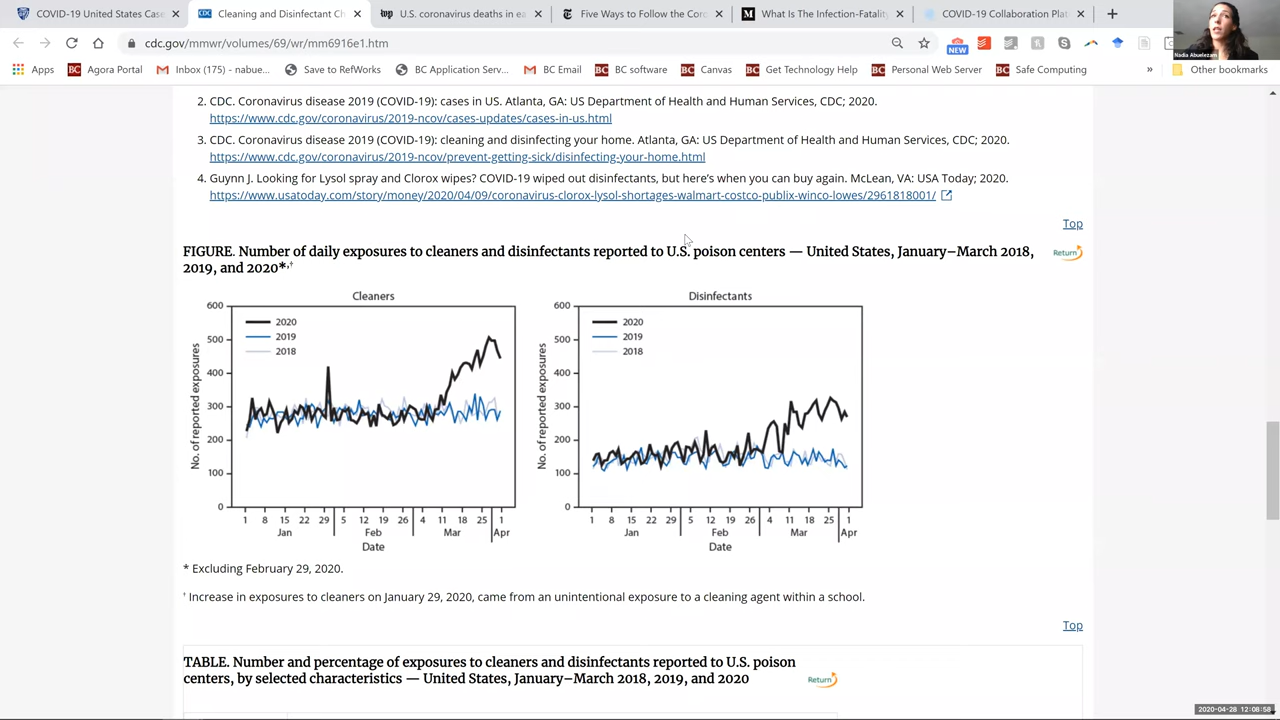 COVID-19 United States Case
Cleaning and Disinfectant Ch
U.S. coronavirus deaths in
Five Ways to Follow the Cor
What Is The Infection-Fatality
COVID-19 Collaboration Plat
cdc.gov/mmwr/volumes/69/wr/mm6916e1.htm
NEW
Nadia Abuelezam
Apps
Agora Portal
Inbox (175) - nabue...
Save to RefWorks
BC Application
Email
BC software
Canvas
Get technology Help
Personal Web Server
Safe Computing
»
Other bookmarks
2. CDC. Coronavirus disease 2019 (COVID-19): cases in US. Atlanta, GA: US Department of Health and Human Services, CDC; 2020.
https://www.cdc.gov/coronavirus/2019-ncov/cases-updates/cases-in-us.html
3. CDC. Coronavirus disease 2019 (COVID-19): cleaning and disinfecting your home. Atlanta, GA: US Department of Health and Human Services, CDC; 2020.
https://www.cdc.gov/coronavirus/2019-ncov/prevent-getting-sick/disinfecting-your-home.html
4. Guynn J. Looking for Lysol spray and Clorox wipes? COVID-19 wiped out disinfectants, but here's when you can buy again. McLean, VA: USA Today; 2020.
https://www.usatoday.com/story/money/2020/04/09/coronavirus-clorox-lysol-shortages-walmart-costco-publix-winco-lowes/2961818001/
Top
FIGURE. Number of daily exposures to cleaners and disinfectants reported to U.S. poison centers — United States, January–March 2018,
2019, and 2020*,†
Return
Cleaners
600
500
400
300
200
100
0
No. of reported exposures
2020
2019
2018
1 8 15 22 29 5 12 19 26 4 11 18 25 1
Jan Feb Mar Apr
Date
Disinfectants
600
500
400
300
200
100
0
No. of reported exposures
2020
2019
2018
1 8 15 22 29 5 12 19 26 4 11 18 25 1
Jan Feb Mar Apr
Date
* Excluding February 29, 2020.
† Increase in exposures to cleaners on January 29, 2020, came from an unintentional exposure to a cleaning agent within a school.
Top
TABLE. Number and percentage of exposures to cleaners and disinfectants reported to U.S. poison
centers, by selected characteristics — United States, January–March 2018, 2019, and 2020
Return
2020-04-28 12:08:58